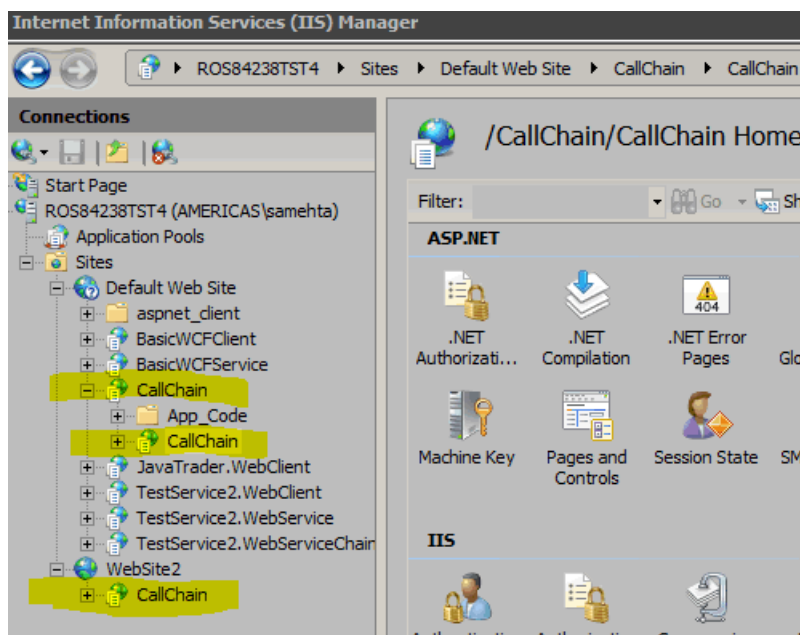 Internet Information Services (IIS) Manager
ROS84238TST4 Sites Default Web Site CallChain CallChain
Connections
Start Page
ROS84238TST4 (AMERICAS\samehta)
Application Pools
Sites
Default Web Site
aspnet_client
BasicWCFClient
BasicWCFService
CallChain
App_Code
CallChain
JavaTrader.WebClient
TestService2.WebClient
TestService2.WebService
TestService2.WebServiceChain
WebSite2
CallChain
/CallChain/CallChain Home
Filter: Go Sh
ASP.NET
.NET
Authorizati...
.NET
Compilation
404
.NET Error
Pages
Glo
Machine Key
Pages and
Controls
Session State
SM
IIS